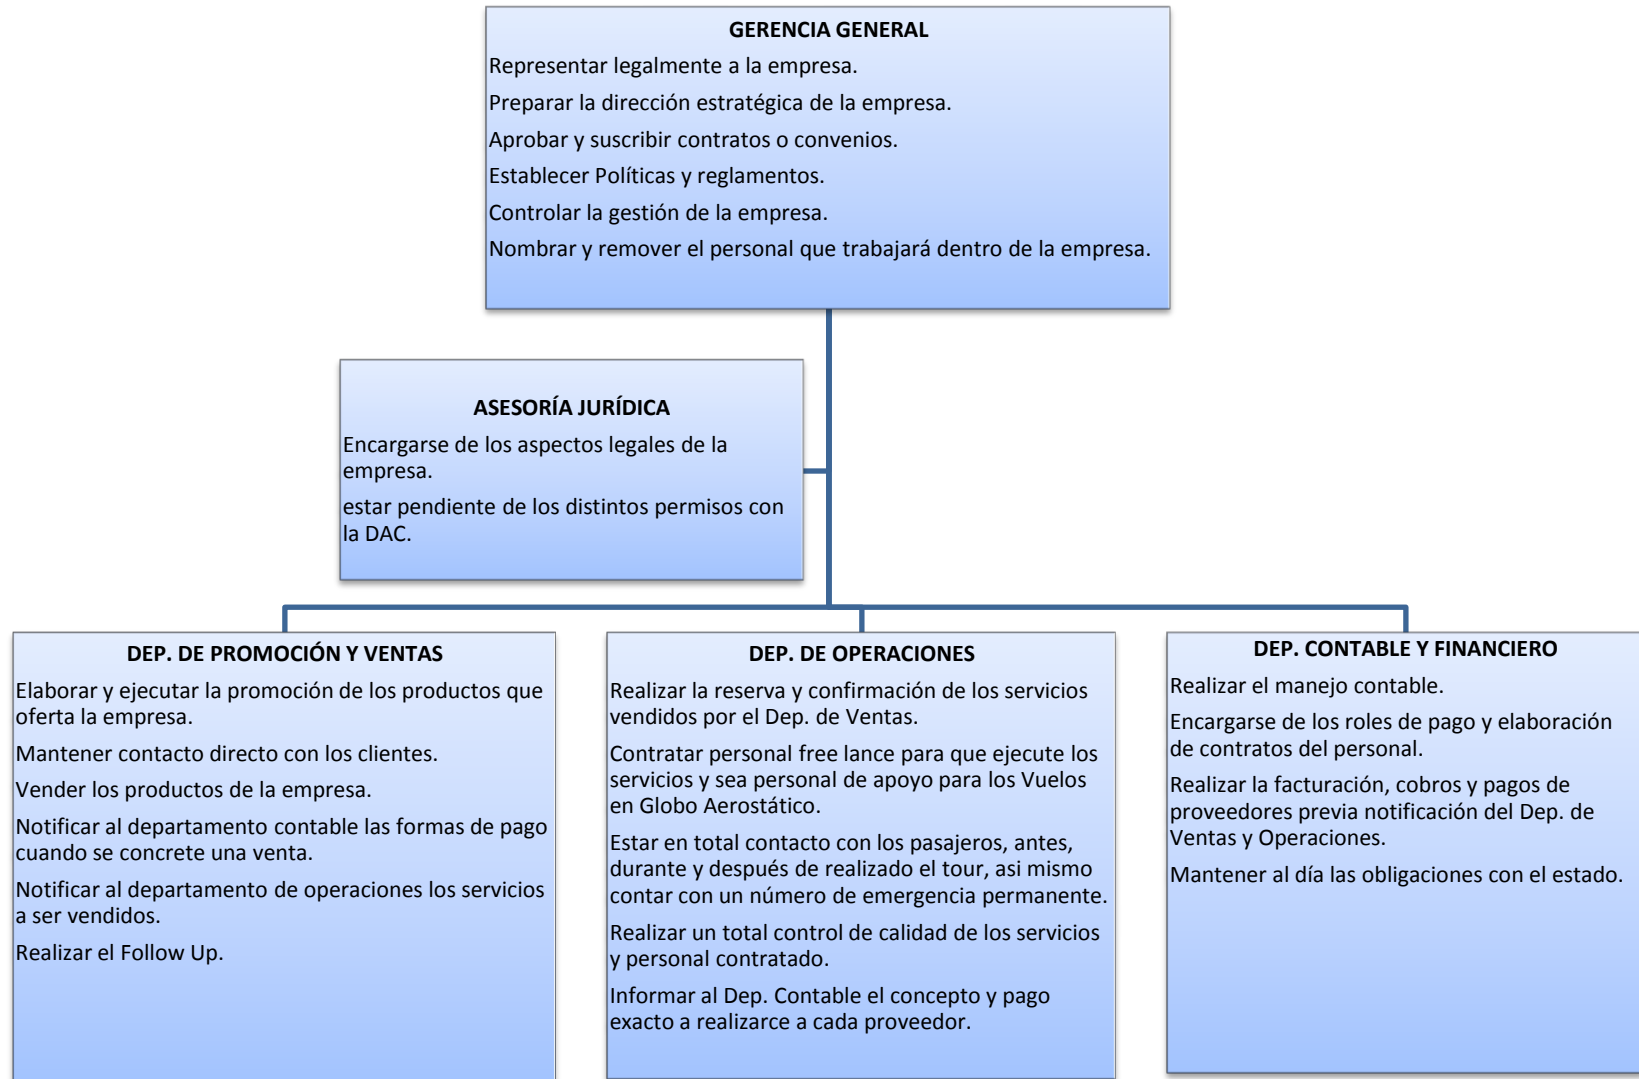 GERENCIA GENERAL
Representar legalmente a la empresa.
Preparar la dirección estratégica de la empresa.
Aprobar y suscribir contratos o convenios.
Establecer Políticas y reglamentos.
Controlar la gestión de la empresa.
Nombrar y remover el personal que trabajará dentro de la empresa.
ASESORÍA JURÍDICA
Encargarse de los aspectos legales de la
empresa.
estar pendiente de los distintos permisos con
la DAC.
DEP. DE PROMOCIÓN Y VENTAS
Elaborar y ejecutar la promoción de los productos que
oferta la empresa.
Mantener contacto directo con los clientes.
Vender los productos de la empresa.
Notificar al departamento contable las formas de pago
cuando se concrete una venta.
Notificar al departamento de operaciones los servicios
a ser vendidos.
Realizar el Follow Up.
DEP. DE OPERACIONES
Realizar la reserva y confirmación de los servicios
vendidos por el Dep. de Ventas.
Contratar personal free lance para que ejecute los
servicios y sea personal de apoyo para los Vuelos
en Globo Aerostático.
Estar en total contacto con los pasajeros, antes,
durante y después de realizado el tour, asi mismo
contar con un número de emergencia permanente.
Realizar un total control de calidad de los servicios
y personal contratado.
Informar al Dep. Contable el concepto y pago
exacto a realizarce a cada proveedor.
DEP. CONTABLE Y FINANCIERO
Realizar el manejo contable.
Encargarse de los roles de pago y elaboración
de contratos del personal.
Realizar la facturación, cobros y pagos de
proveedores previa notificación del Dep. de
Ventas y Operaciones.
Mantener al día las obligaciones con el estado.